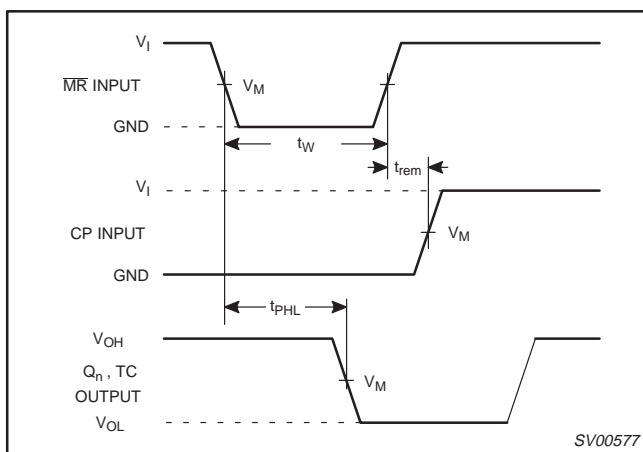 V_I
M̅R̅ INPUT
V_M
GND
t_W
t_rem
V_I
CP INPUT
V_M
GND
t_PHL
V_OH
Q_n , TC
OUTPUT
V_M
V_OL
SV00577